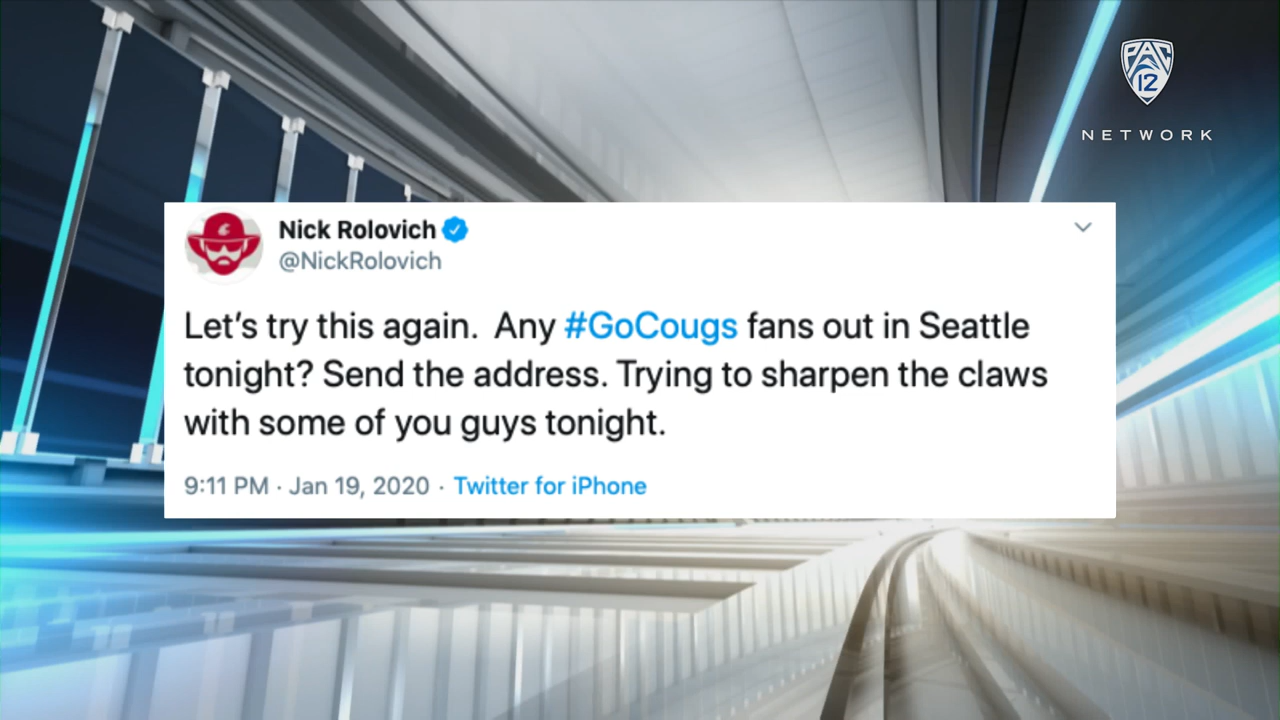 PAC
12
NETWORK
Nick Rolovich
@NickRolovich
Let's try this again.  Any #GoCougs fans out in Seattle
tonight? Send the address. Trying to sharpen the claws
with some of you guys tonight.
9:11 PM · Jan 19, 2020 · Twitter for iPhone